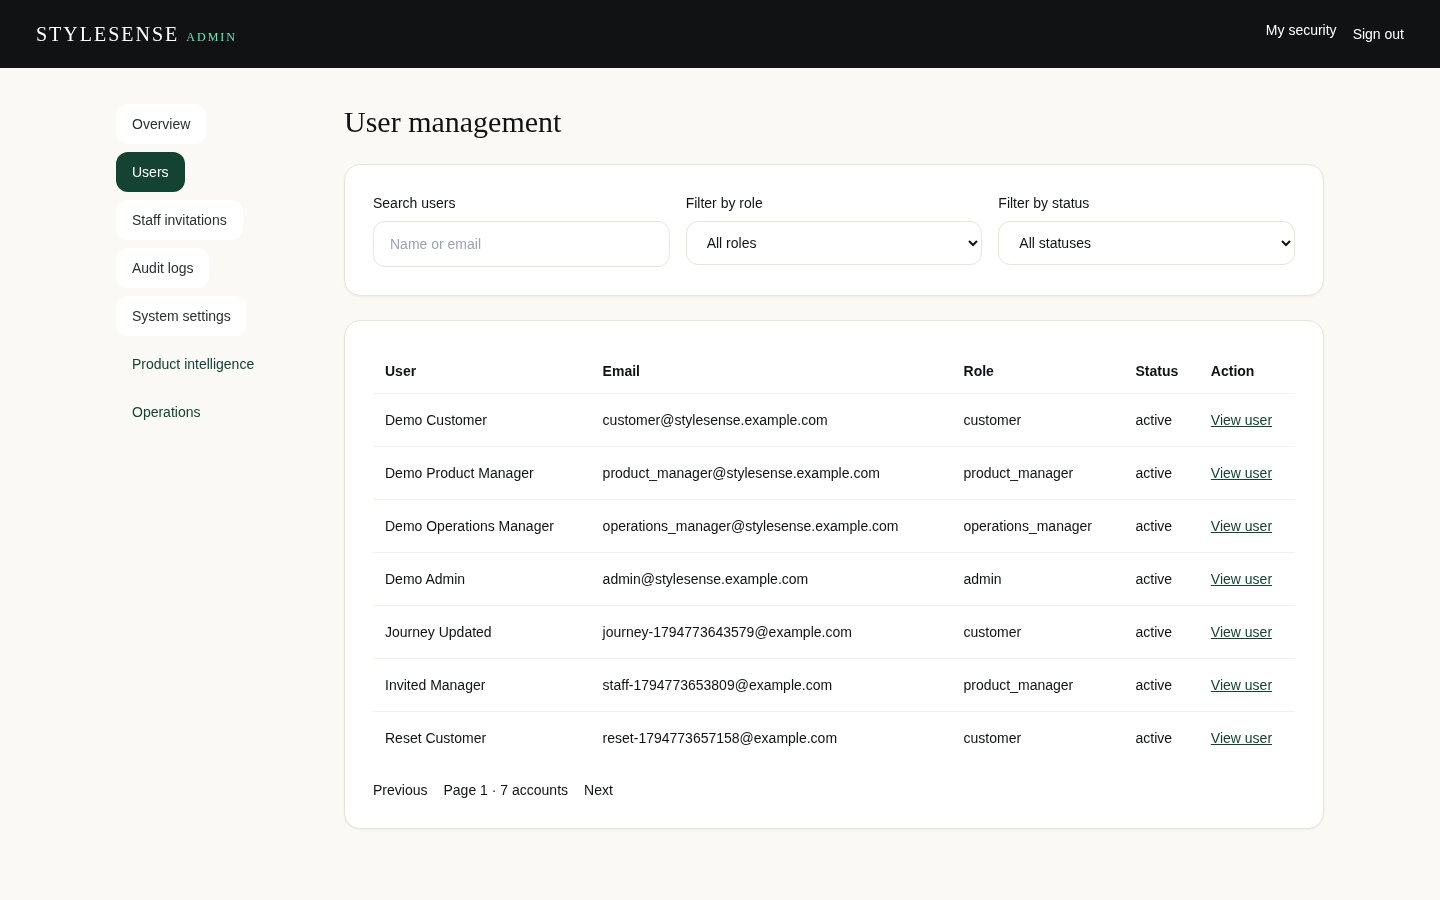 STYLESENSE ADMIN
My security
Sign out
Overview
Users
Staff invitations
Audit logs
System settings
Product intelligence
Operations
User management
Search users
Name or email
Filter by role
All roles
Filter by status
All statuses
User Email Role Status Action
Demo Customer customer@stylesense.example.com customer active View user
Demo Product Manager product_manager@stylesense.example.com product_manager active View user
Demo Operations Manager operations_manager@stylesense.example.com operations_manager active View user
Demo Admin admin@stylesense.example.com admin active View user
Journey Updated journey-1794773643579@example.com customer active View user
Invited Manager staff-1794773653809@example.com product_manager active View user
Reset Customer reset-1794773657158@example.com customer active View user
Previous Page 1 · 7 accounts Next